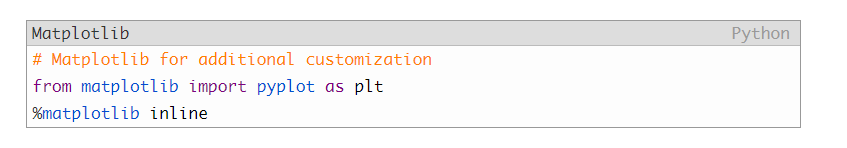 Matplotlib Python
# Matplotlib for additional customization
from matplotlib import pyplot as plt
%matplotlib inline